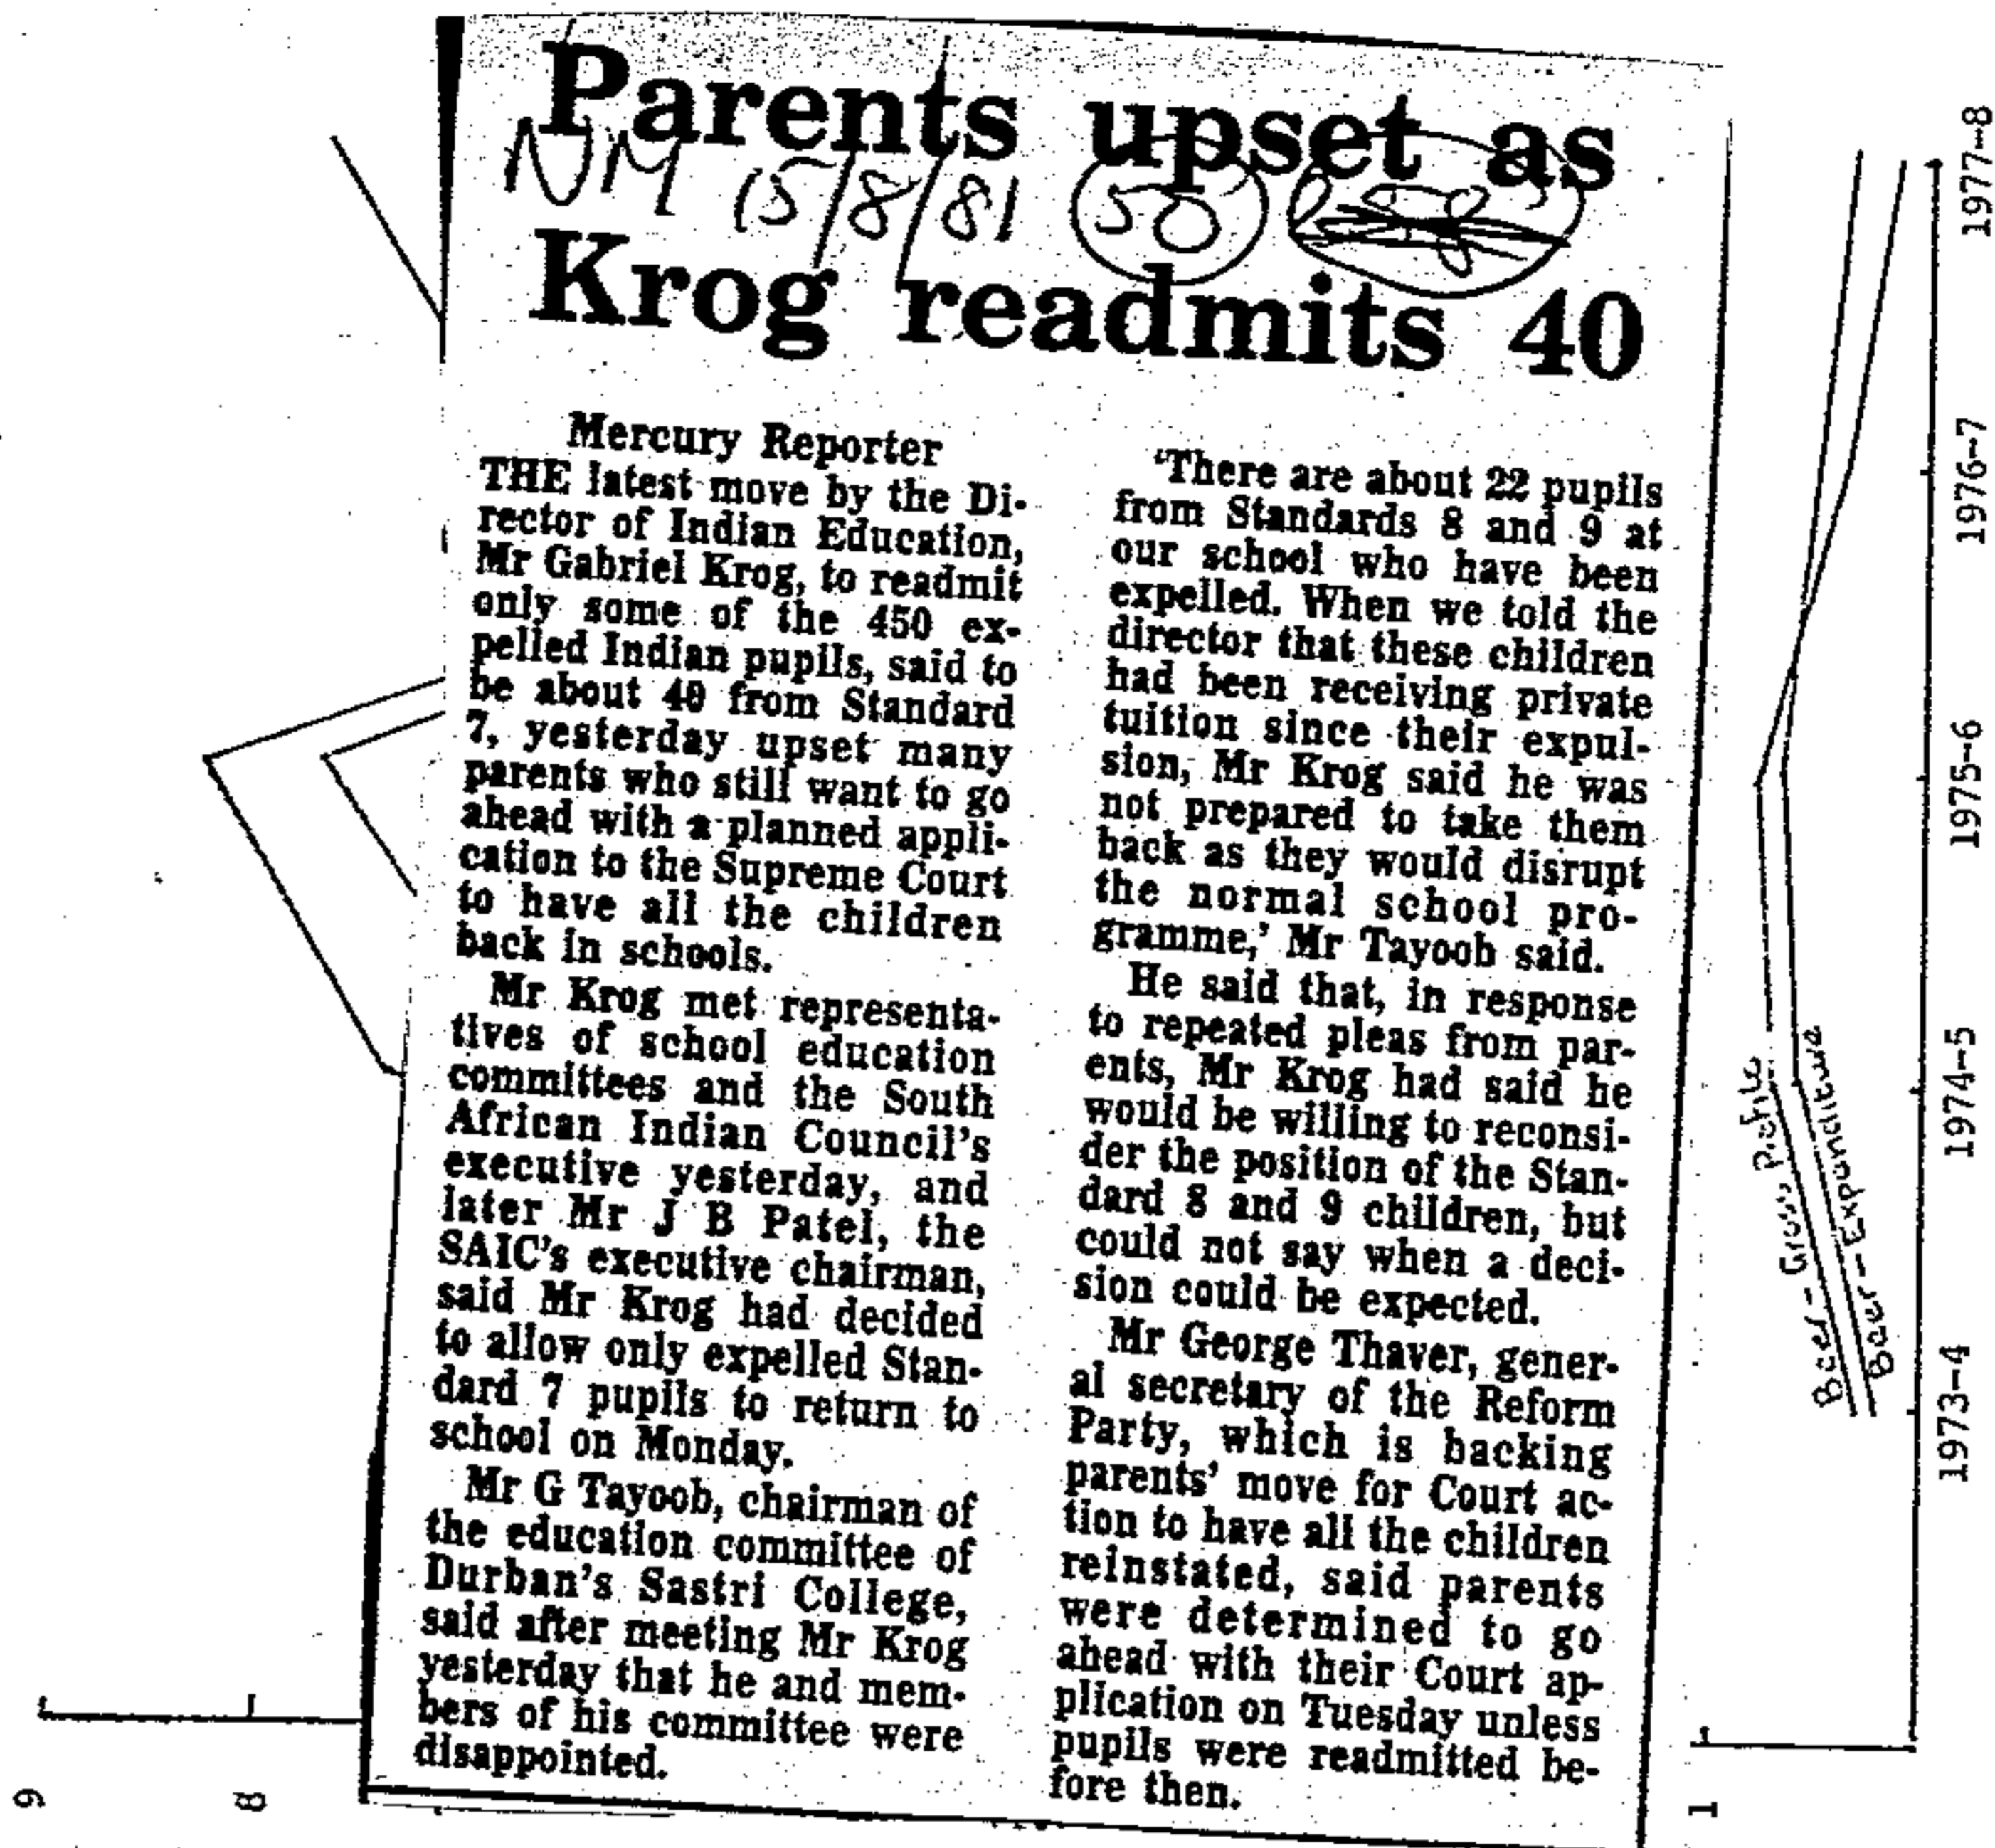 Parents upset as
NM 15/8/81 58
Krog readmits 40
Mercury Reporter
THE latest move by the Di-
rector of Indian Education,
Mr Gabriel Krog, to readmit
only some of the 450 ex-
pelled Indian pupils, said to
be about 40 from Standard
7, yesterday upset many
parents who still want to go
ahead with a planned appli-
cation to the Supreme Court
to have all the children
back in schools.
Mr Krog met representa-
tives of school education
committees and the South
African Indian Council's
executive yesterday, and
later Mr J B Patel, the
SAIC's executive chairman,
said Mr Krog had decided
to allow only expelled Stan-
dard 7 pupils to return to
school on Monday.
Mr G Tayoob, chairman of
the education committee of
Durban's Sastri College,
said after meeting Mr Krog
yesterday that he and mem-
bers of his committee were
disappointed.
'There are about 22 pupils
from Standards 8 and 9 at
our school who have been
expelled. When we told the
director that these children
had been receiving private
tuition since their expul-
sion, Mr Krog said he was
not prepared to take them
back as they would disrupt
the normal school pro-
gramme,' Mr Tayoob said.
He said that, in response
to repeated pleas from par-
ents, Mr Krog had said he
would be willing to reconsi-
der the position of the Stan-
dard 8 and 9 children, but
could not say when a deci-
sion could be expected.
Mr George Thaver, gener-
al secretary of the Reform
Party, which is backing
parents' move for Court ac-
tion to have all the children
reinstated, said parents
were determined to go
ahead with their Court ap-
plication on Tuesday unless
pupils were readmitted be-
fore then.
1977-8
1976-7
1975-6
1974-5
1973-4
Beer - Gross Profits
Beer - Expenditure
9
8
1